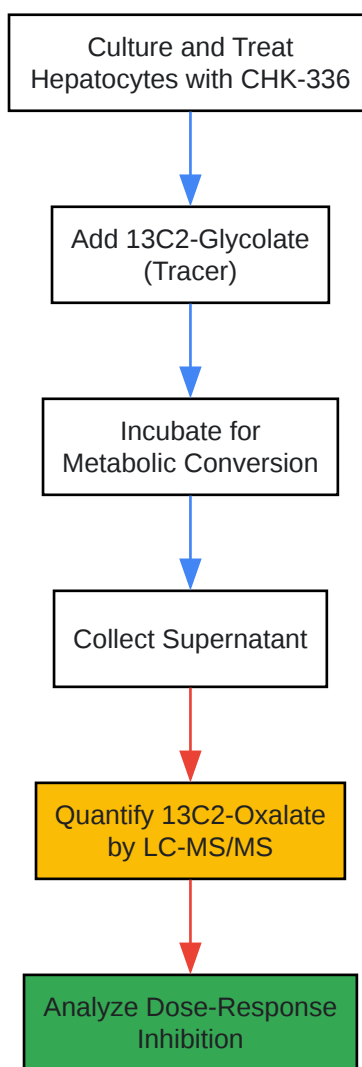 Culture and Treat
Hepatocytes with CHK-336
Add 13C2-Glycolate
(Tracer)
Incubate for
Metabolic Conversion
Collect Supernatant
Quantify 13C2-Oxalate
by LC-MS/MS
Analyze Dose-Response
Inhibition